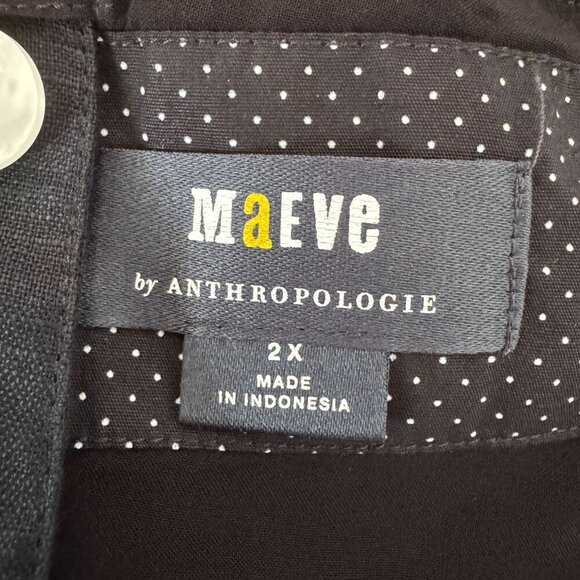 MaEVe
by ANTHROPOLOGIE
2X
MADE
IN INDONESIA